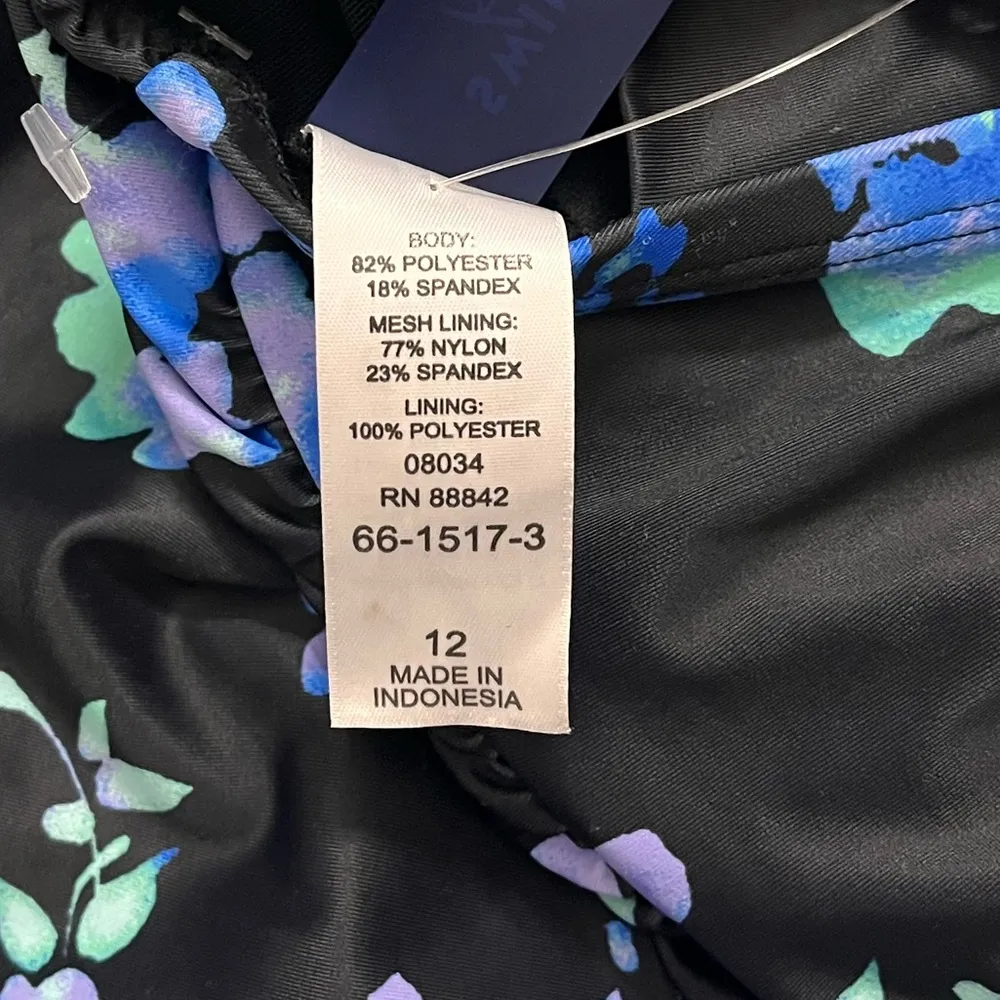 BODY:
82% POLYESTER
18% SPANDEX
MESH LINING:
77% NYLON
23% SPANDEX
LINING:
100% POLYESTER
08034
RN 88842
66-1517-3
12
MADE IN
INDONESIA